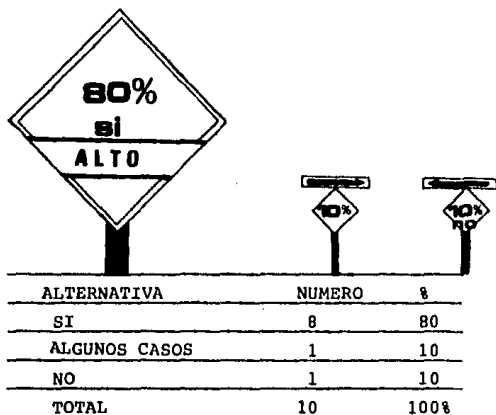 80%
si
ALTO
10%
10%
no
ALTERNATIVA NUMERO %
SI 8 80
ALGUNOS CASOS 1 10
NO 1 10
TOTAL 10 100%